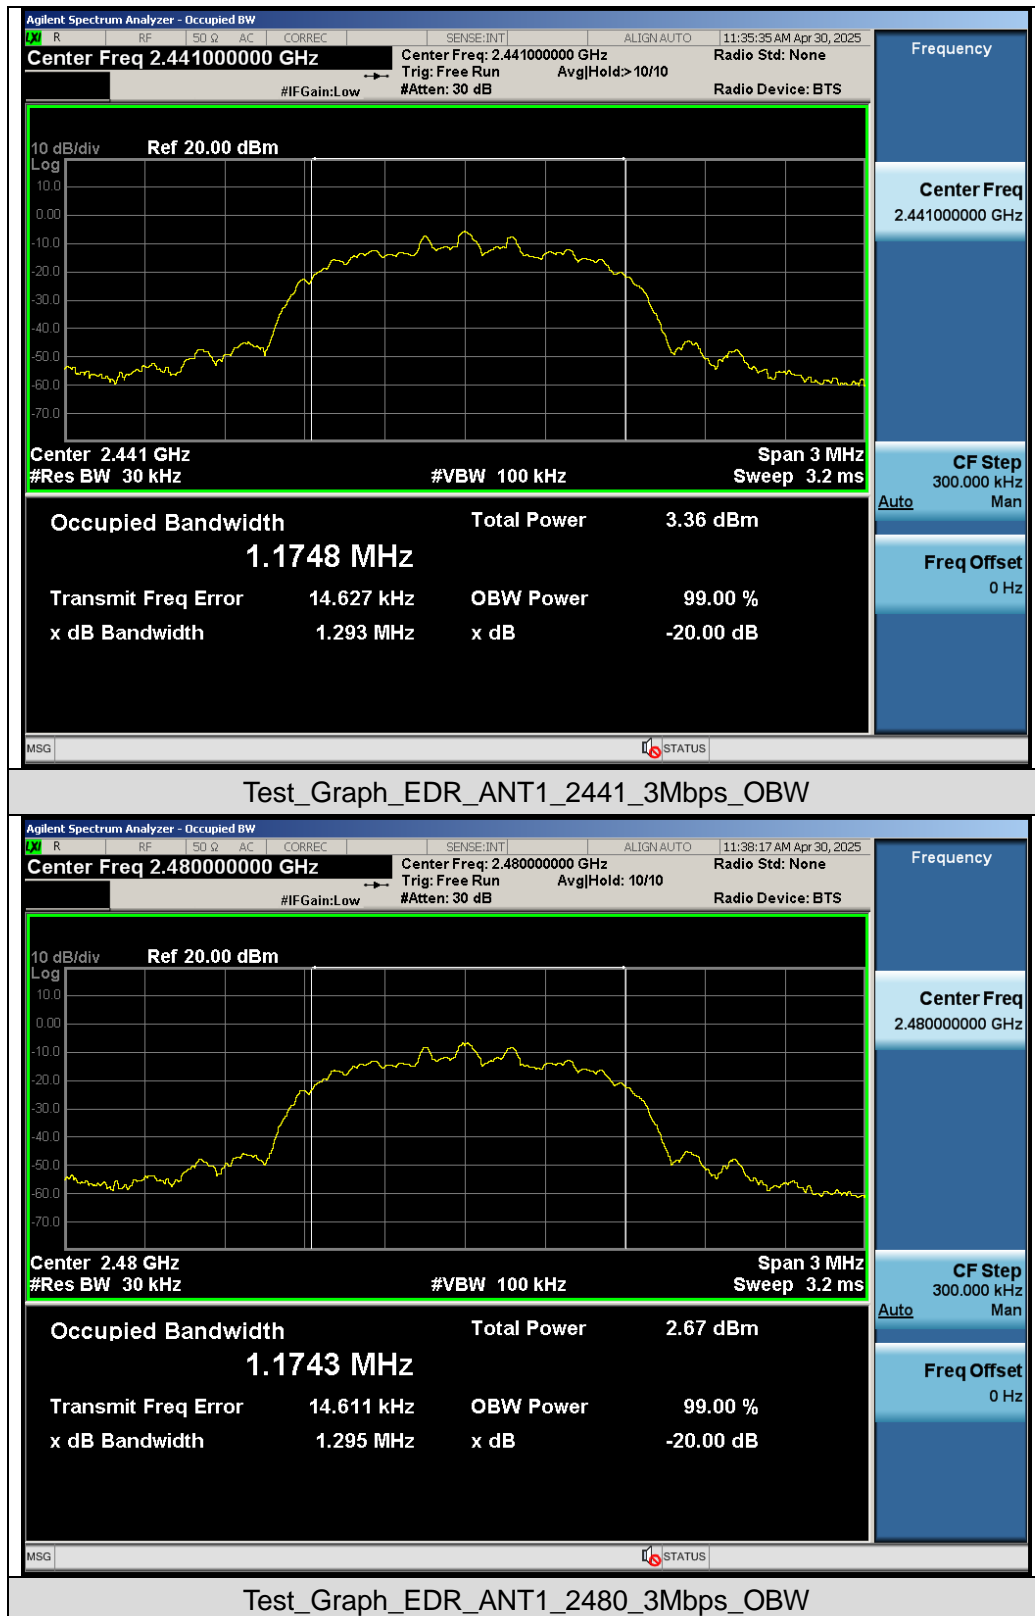 Agilent Spectrum Analyzer - Occupied BW
LXI R RF 50 Ω AC CORREC SENSE:INT ALIGN AUTO 11:35:35 AM Apr 30, 2025
Center Freq 2.441000000 GHz
Center Freq: 2.441000000 GHz Radio Std: None
Trig: Free Run Avg|Hold:>10/10
#IFGain:Low #Atten: 30 dB Radio Device: BTS
Frequency
10 dB/div Ref 20.00 dBm
Log
10.0
0.00
-10.0
-20.0
-30.0
-40.0
-50.0
-60.0
-70.0
Center 2.441 GHz Span 3 MHz
#Res BW 30 kHz #VBW 100 kHz Sweep 3.2 ms
Center Freq
2.441000000 GHz
CF Step
300.000 kHz
Auto Man
Freq Offset
0 Hz
Occupied Bandwidth Total Power 3.36 dBm
1.1748 MHz
Transmit Freq Error 14.627 kHz OBW Power 99.00 %
x dB Bandwidth 1.293 MHz x dB -20.00 dB
MSG STATUS
Test_Graph_EDR_ANT1_2441_3Mbps_OBW
Agilent Spectrum Analyzer - Occupied BW
LXI R RF 50 Ω AC CORREC SENSE:INT ALIGN AUTO 11:38:17 AM Apr 30, 2025
Center Freq 2.480000000 GHz
Center Freq: 2.480000000 GHz Radio Std: None
Trig: Free Run Avg|Hold: 10/10
#IFGain:Low #Atten: 30 dB Radio Device: BTS
Frequency
10 dB/div Ref 20.00 dBm
Log
10.0
0.00
-10.0
-20.0
-30.0
-40.0
-50.0
-60.0
-70.0
Center 2.48 GHz Span 3 MHz
#Res BW 30 kHz #VBW 100 kHz Sweep 3.2 ms
Center Freq
2.480000000 GHz
CF Step
300.000 kHz
Auto Man
Freq Offset
0 Hz
Occupied Bandwidth Total Power 2.67 dBm
1.1743 MHz
Transmit Freq Error 14.611 kHz OBW Power 99.00 %
x dB Bandwidth 1.295 MHz x dB -20.00 dB
MSG STATUS
Test_Graph_EDR_ANT1_2480_3Mbps_OBW